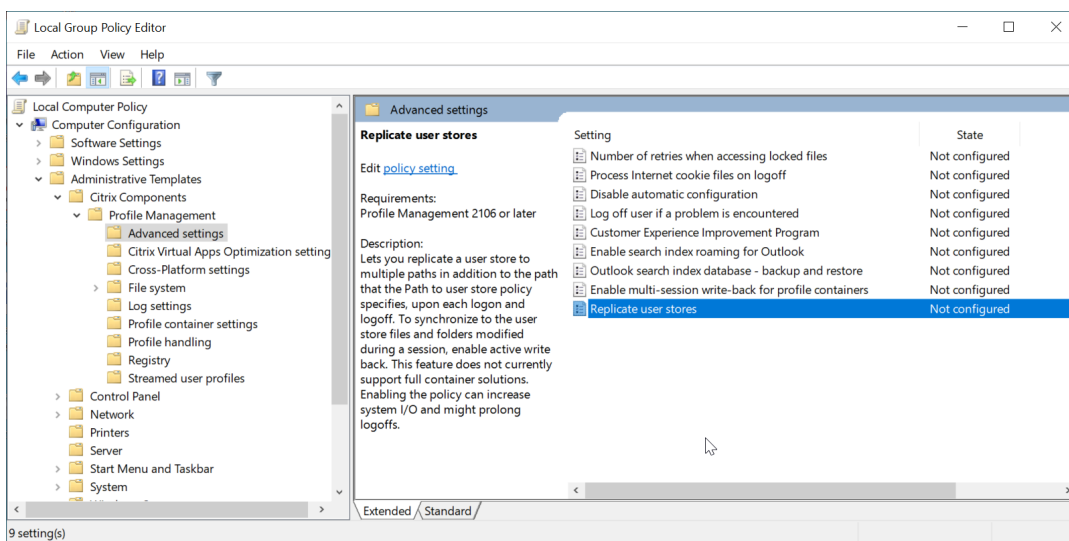 Local Group Policy Editor
File Action View Help
Local Computer Policy
Computer Configuration
Software Settings
Windows Settings
Administrative Templates
Citrix Components
Profile Management
Advanced settings
Citrix Virtual Apps Optimization setting
Cross-Platform settings
File system
Log settings
Profile container settings
Profile handling
Registry
Streamed user profiles
Control Panel
Network
Printers
Server
Start Menu and Taskbar
System
Advanced settings
Replicate user stores
Edit policy setting
Requirements:
Profile Management 2106 or later
Description:
Lets you replicate a user store to
multiple paths in addition to the path
that the Path to user store policy
specifies, upon each logon and
logoff. To synchronize to the user
store files and folders modified
during a session, enable active write
back. This feature does not currently
support full container solutions.
Enabling the policy can increase
system I/O and might prolong
logoffs.
Setting State
Number of retries when accessing locked files Not configured
Process Internet cookie files on logoff Not configured
Disable automatic configuration Not configured
Log off user if a problem is encountered Not configured
Customer Experience Improvement Program Not configured
Enable search index roaming for Outlook Not configured
Outlook search index database - backup and restore Not configured
Enable multi-session write-back for profile containers Not configured
Replicate user stores Not configured
Extended Standard
9 setting(s)